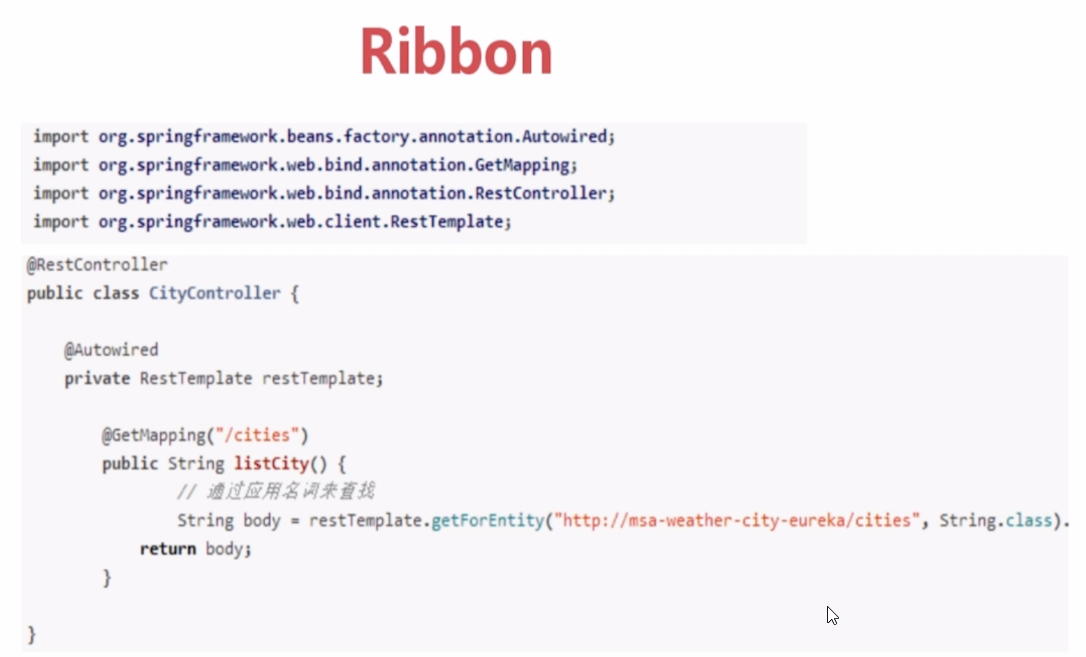 Ribbon
import org.springframework.beans.factory.annotation.Autowired;
import org.springframework.web.bind.annotation.GetMapping;
import org.springframework.web.bind.annotation.RestController;
import org.springframework.web.client.RestTemplate;
@RestController
public class CityController {
@Autowired
private RestTemplate restTemplate;
@GetMapping("/cities")
public String listCity() {
// 通过应用名词来查找
String body = restTemplate.getForEntity("http://msa-weather-city-eureka/cities", String.class).
return body;
}
}